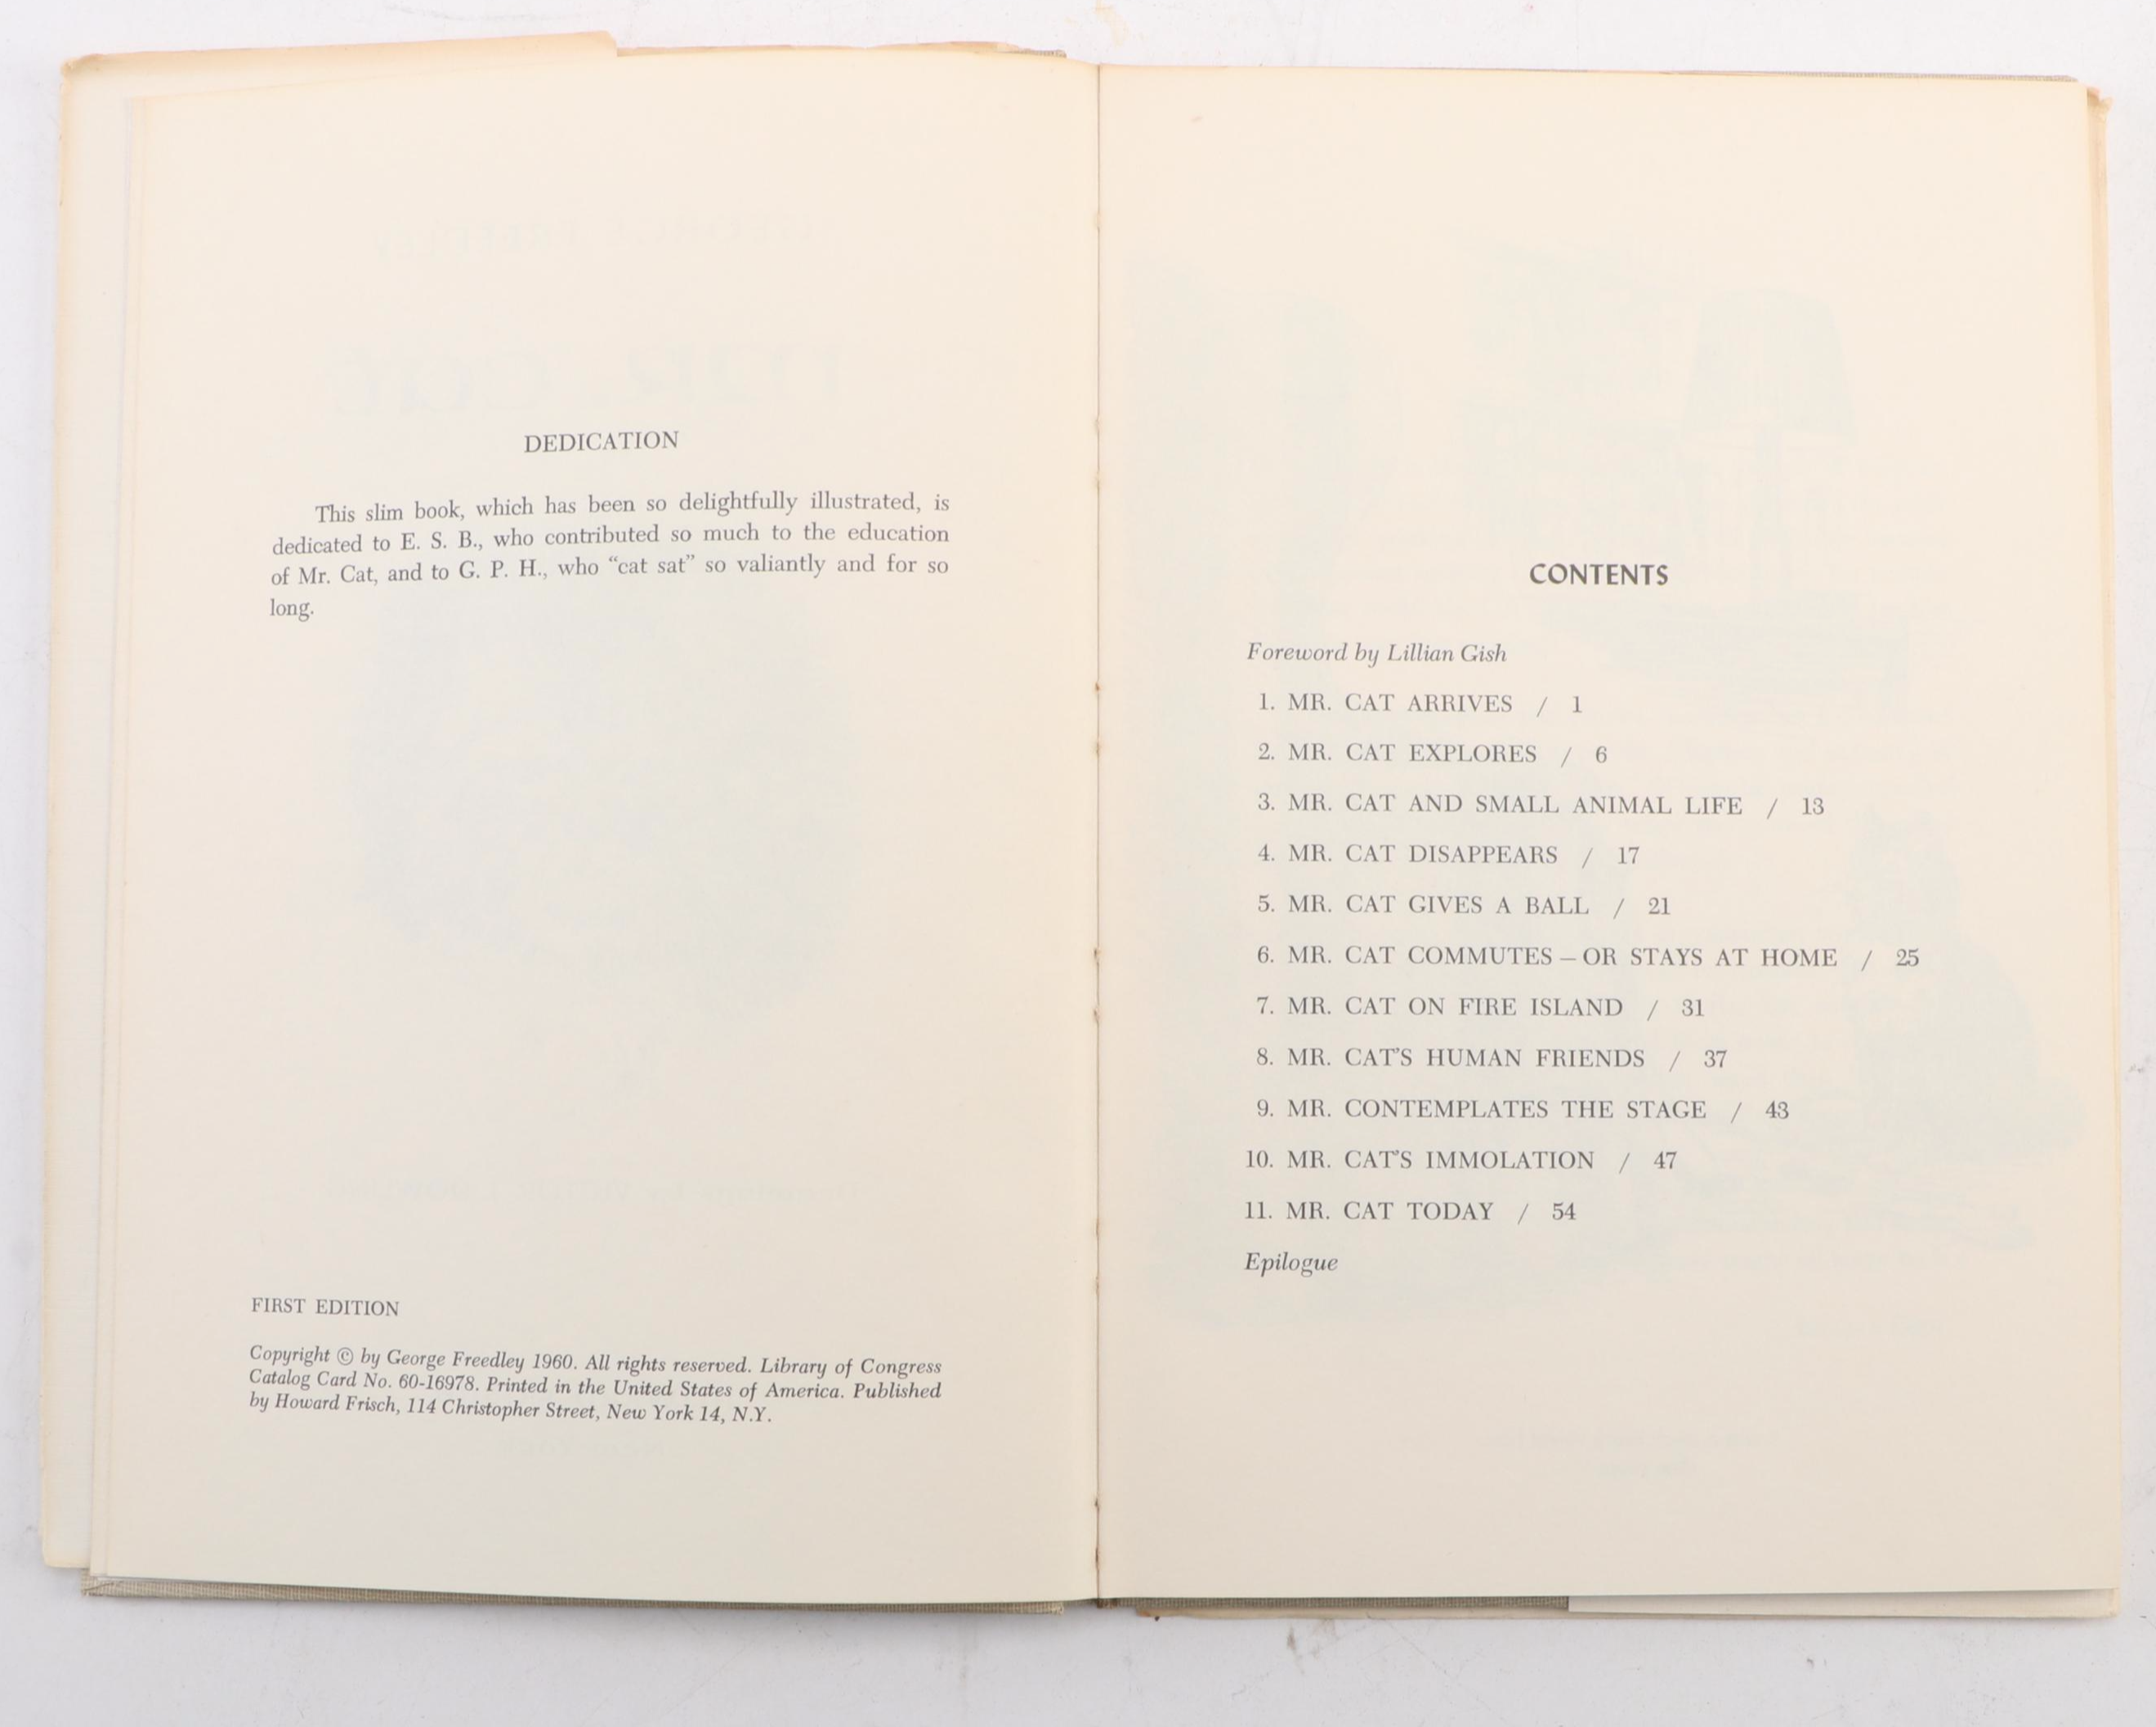 DEDICATION
This slim book, which has been so delightfully illustrated, is
dedicated to E. S. B., who contributed so much to the education
of Mr. Cat, and to G. P. H., who “cat sat” so valiantly and for so
long.
FIRST EDITION
Copyright © by George Freedley 1960. All rights reserved. Library of Congress
Catalog Card No. 60-16978. Printed in the United States of America. Published
by Howard Frisch, 114 Christopher Street, New York 14, N.Y.
CONTENTS
Foreword by Lillian Gish
1. MR. CAT ARRIVES / 1
2. MR. CAT EXPLORES / 6
3. MR. CAT AND SMALL ANIMAL LIFE / 13
4. MR. CAT DISAPPEARS / 17
5. MR. CAT GIVES A BALL / 21
6. MR. CAT COMMUTES – OR STAYS AT HOME / 25
7. MR. CAT ON FIRE ISLAND / 31
8. MR. CAT’S HUMAN FRIENDS / 37
9. MR. CONTEMPLATES THE STAGE / 43
10. MR. CAT’S IMMOLATION / 47
11. MR. CAT TODAY / 54
Epilogue